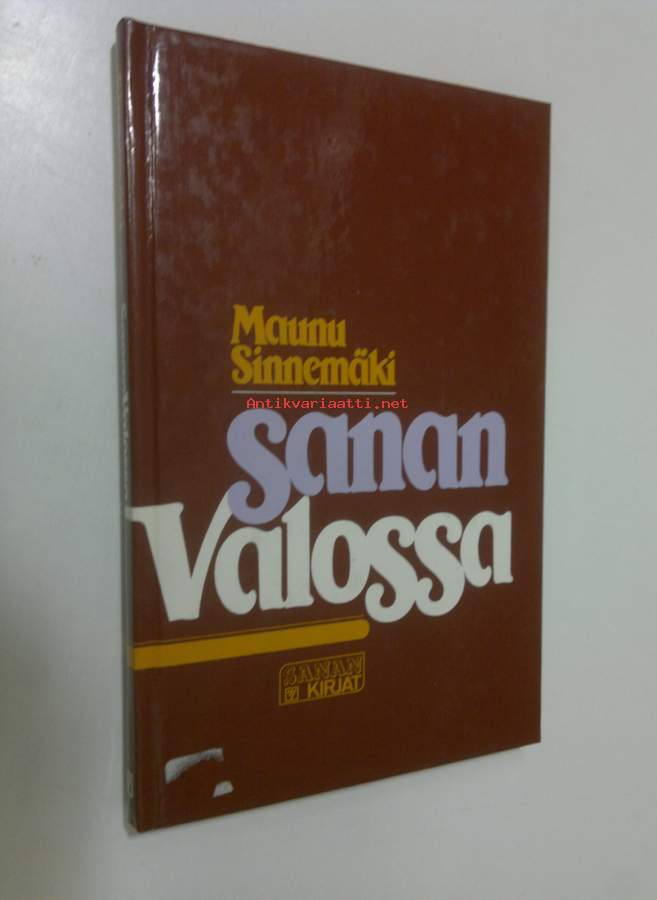 Maunu
Sinnemäki
Antikvariaatti.net
Sanan
Valossa
SANAN
KIRJAT